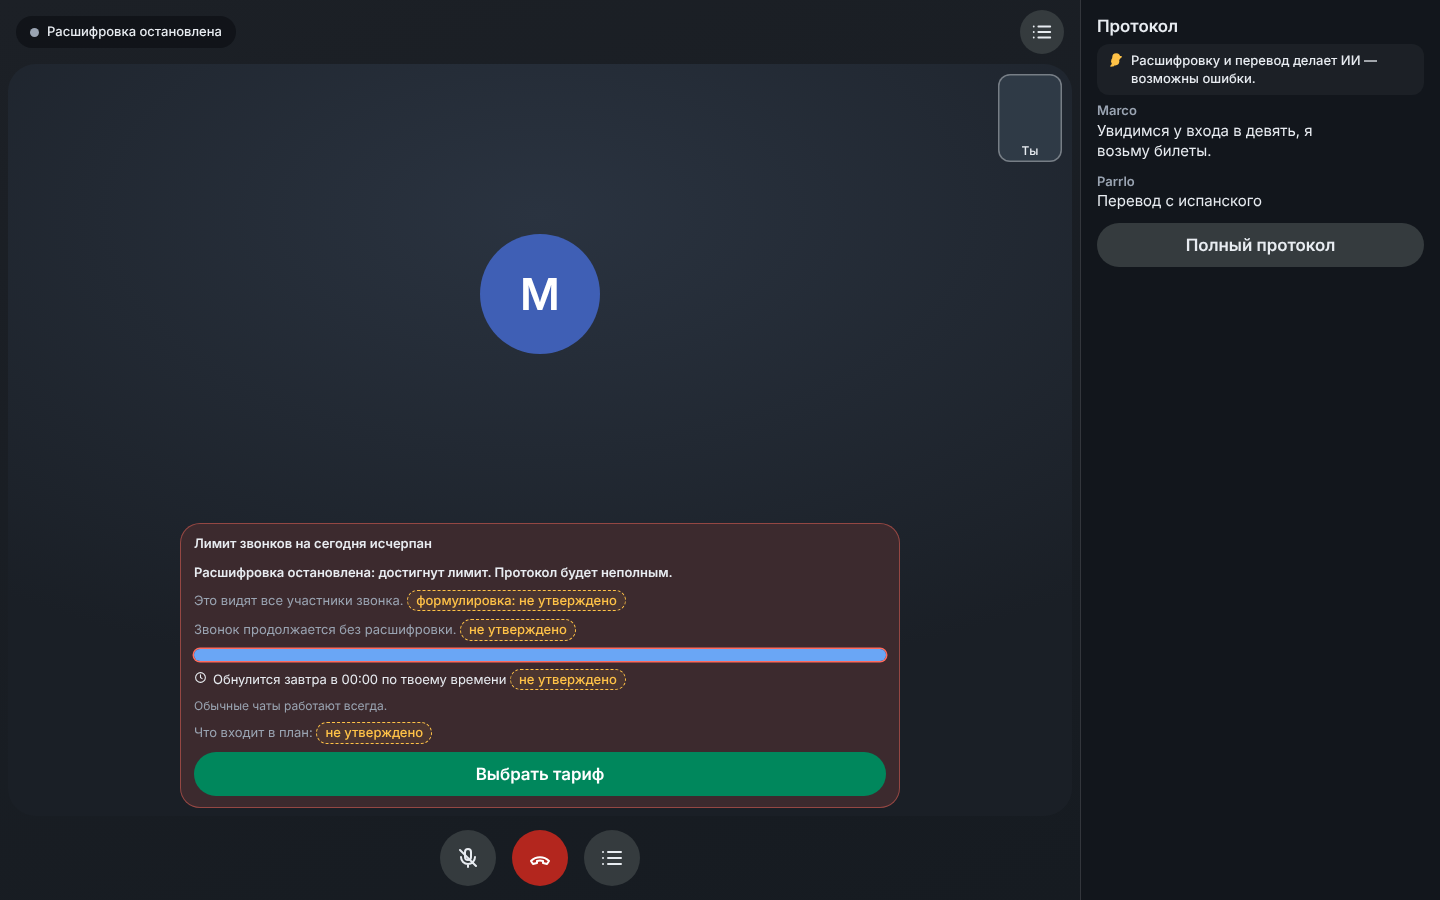 Расшифровка остановлена
Ты
M
Лимит звонков на сегодня исчерпан
Расшифровка остановлена: достигнут лимит. Протокол будет неполным.
Это видят все участники звонка. формулировка: не утверждено
Звонок продолжается без расшифровки. не утверждено
Обнулится завтра в 00:00 по твоему времени не утверждено
Обычные чаты работают всегда.
Что входит в план: не утверждено
Выбрать тариф
Протокол
Расшифровку и перевод делает ИИ —
возможны ошибки.
Marco
Увидимся у входа в девять, я
возьму билеты.
Parrlo
Перевод с испанского
Полный протокол